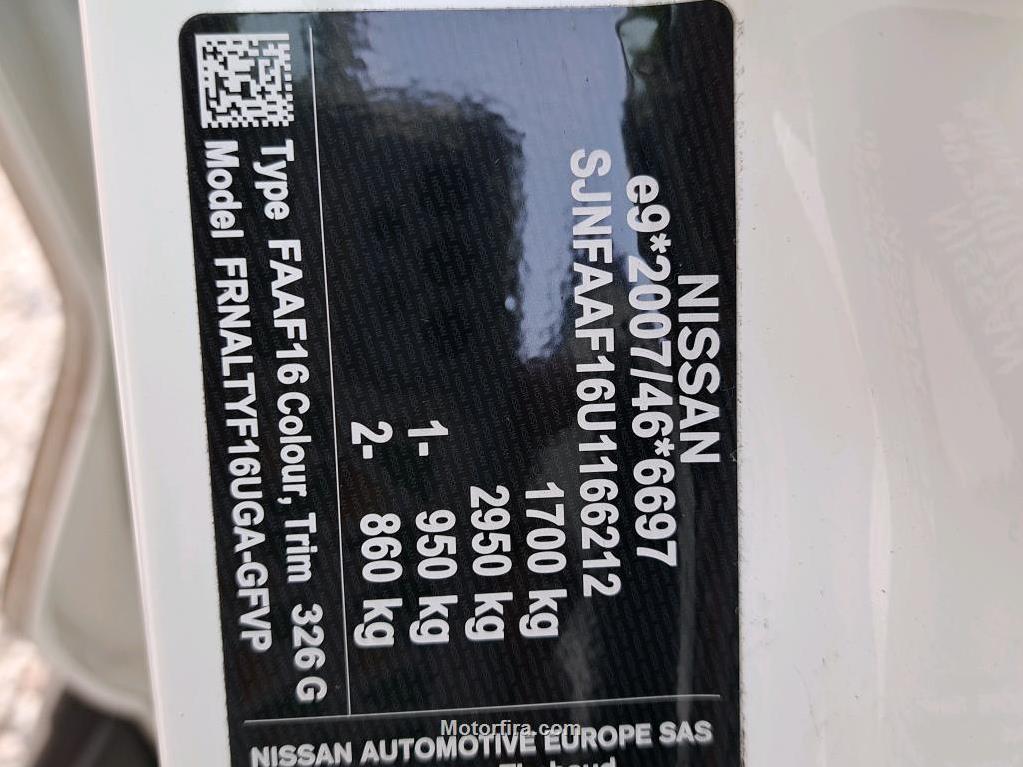 NISSAN
e9*2007/46*6697
SJNFAAF16U1166212
1700 kg
2950 kg
1- 950 kg
2- 860 kg
Type FAAF16 Colour, Trim 326 G
Model FRNALTYF16UGA-GFVP
NISSAN AUTOMOTIVE EUROPE SAS
Motorfira.com